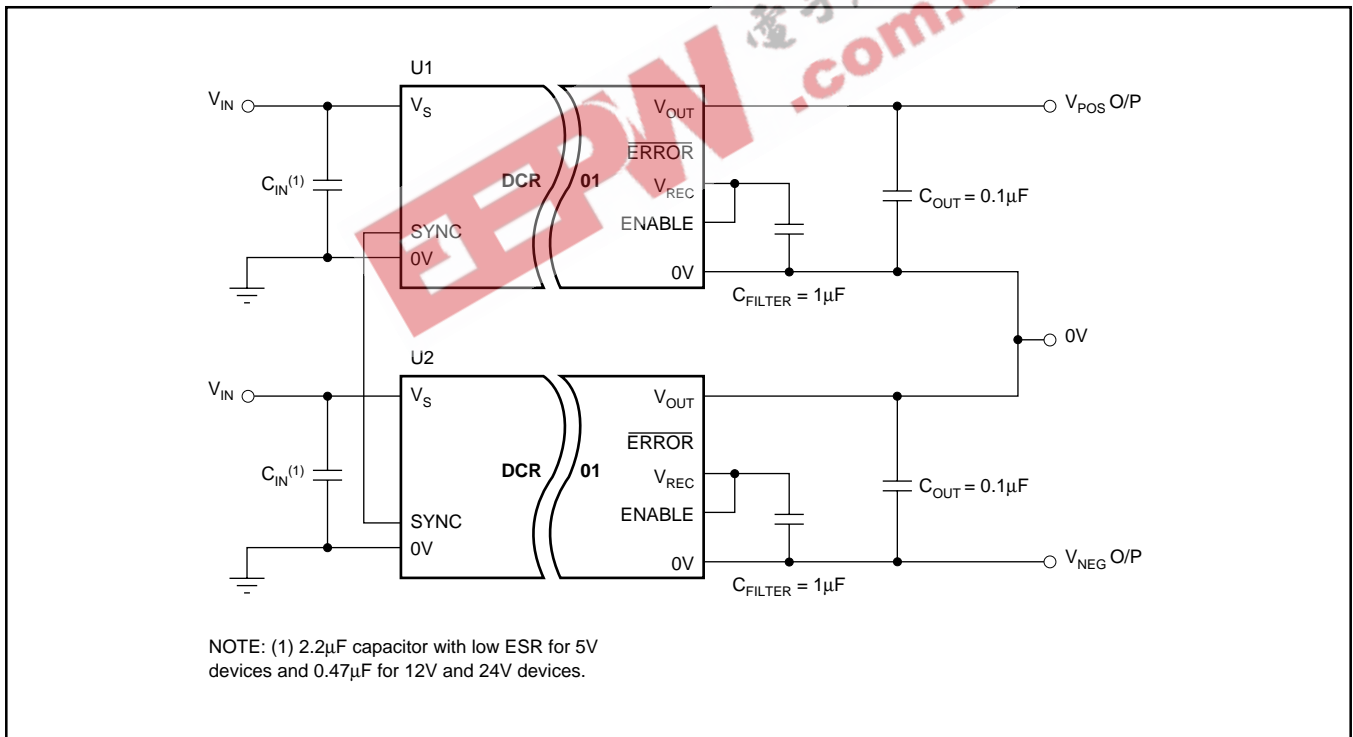 EEPW
.com.
U1
V_IN
V_S
V_OUT
V_POS O/P
ERROR
C_IN(1)
DCR
01
V_REC
C_OUT = 0.1μF
SYNC
ENABLE
0V
0V
C_FILTER = 1μF
0V
U2
V_IN
V_S
V_OUT
ERROR
C_IN(1)
DCR
01
V_REC
C_OUT = 0.1μF
SYNC
ENABLE
0V
0V
V_NEG O/P
C_FILTER = 1μF
NOTE: (1) 2.2μF capacitor with low ESR for 5V
devices and 0.47μF for 12V and 24V devices.